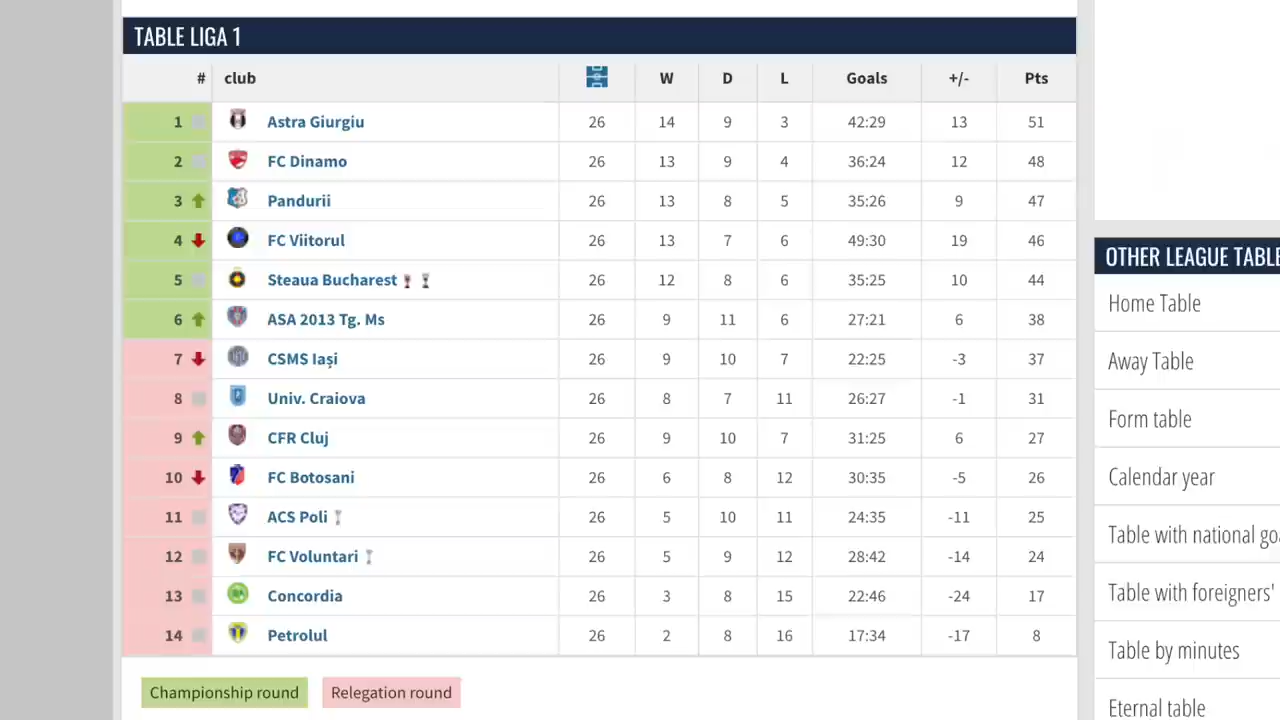 TABLE LIGA 1
# club W D L Goals +/- Pts
1 Astra Giurgiu 26 14 9 3 42:29 13 51
2 FC Dinamo 26 13 9 4 36:24 12 48
3 Pandurii 26 13 8 5 35:26 9 47
4 FC Viitorul 26 13 7 6 49:30 19 46
5 Steaua Bucharest 26 12 8 6 35:25 10 44
6 ASA 2013 Tg. Ms 26 9 11 6 27:21 6 38
7 CSMS Iași 26 9 10 7 22:25 -3 37
8 Univ. Craiova 26 8 7 11 26:27 -1 31
9 CFR Cluj 26 9 10 7 31:25 6 27
10 FC Botosani 26 6 8 12 30:35 -5 26
11 ACS Poli 26 5 10 11 24:35 -11 25
12 FC Voluntari 26 5 9 12 28:42 -14 24
13 Concordia 26 3 8 15 22:46 -24 17
14 Petrolul 26 2 8 16 17:34 -17 8
Championship round Relegation round
OTHER LEAGUE TABLE
Home Table
Away Table
Form table
Calendar year
Table with national go
Table with foreigners'
Table by minutes
Eternal table